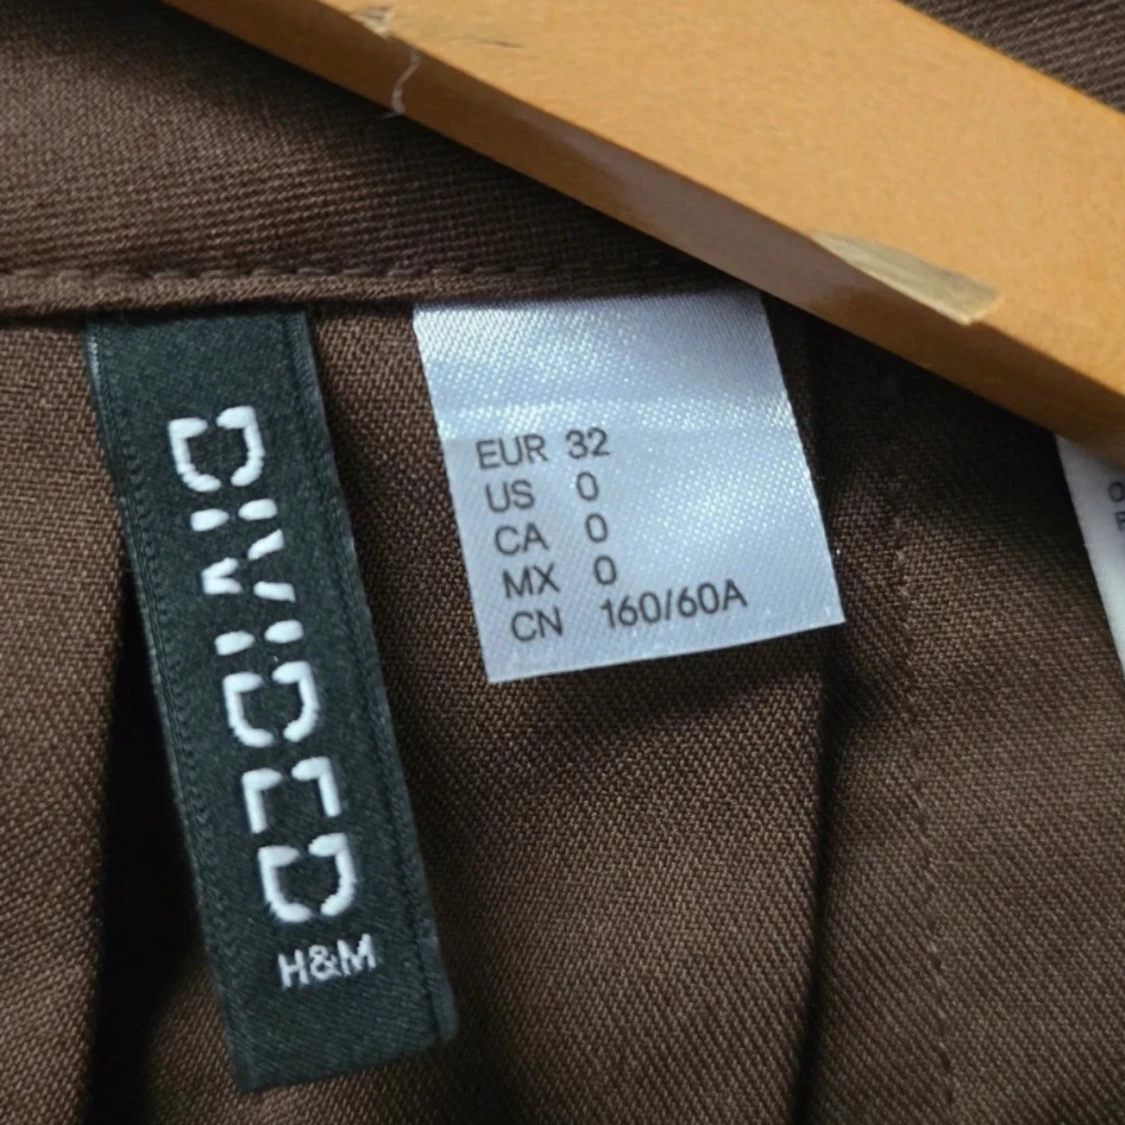 DIVIDED
H&M
EUR 32
US 0
CA 0
MX 0
CN 160/60A